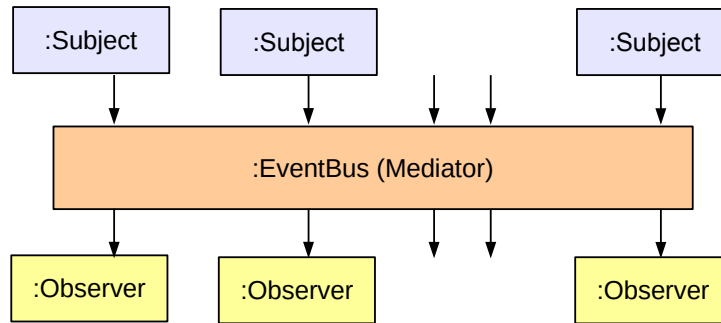 :Subject
:Subject
:Subject
:EventBus (Mediator)
:Observer
:Observer
:Observer